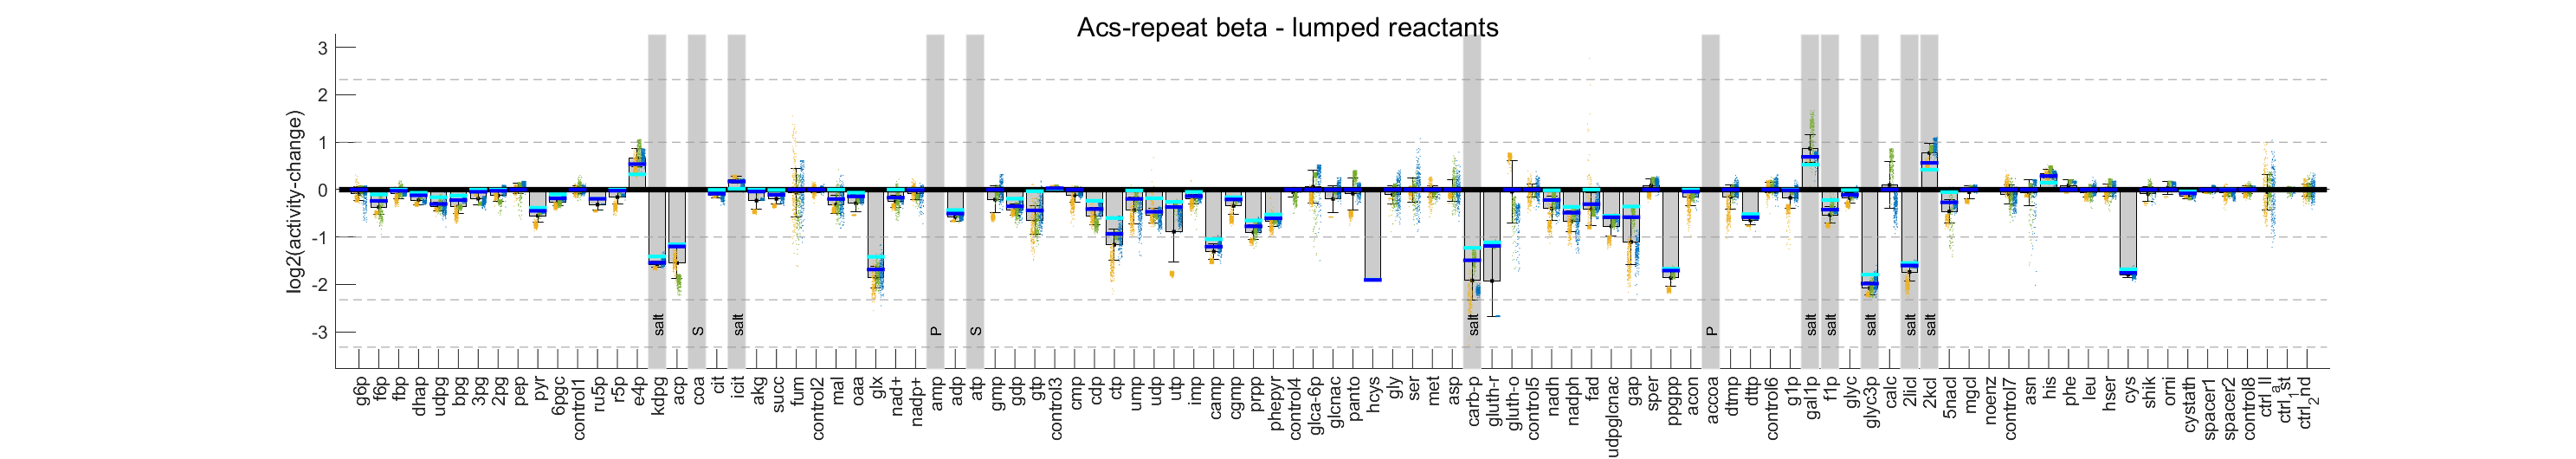 Acs-repeat beta - lumped reactants
log2(activity-change)
3
2
1
0
-1
-2
-3
salt
S
salt
P
S
salt
P
salt
salt
salt
salt
salt
g6p
f6p
fbp
dhap
udpg
bpg
3pg
2pg
pep
pyr
6pgc
control1
ru5p
r5p
e4p
kdpg
acp
coa
cit
icit
akg
succ
fum
control2
mal
oaa
glx
nad+
nadp+
amp
adp
atp
gmp
gdp
gtp
control3
cmp
cdp
ctp
ump
udp
utp
imp
camp
cgmp
prpp
phepyr
control4
glca-6p
glcnac
panto
hcys
gly
ser
met
asp
carb-p
gluth-r
gluth-o
control5
nadh
nadph
fad
udpglcnac
gap
sper
ppgpp
acon
accoa
dtmp
dttp
control6
g1p
gal1p
f1p
glyc
glyc3p
calc
2licl
2kcl
5nacl
mgcl
noenz
control7
asn
his
phe
leu
hser
cys
shik
orni
cystath
spacer1
spacer2
control8
ctrl II
ctrl1ast
ctrl2nd